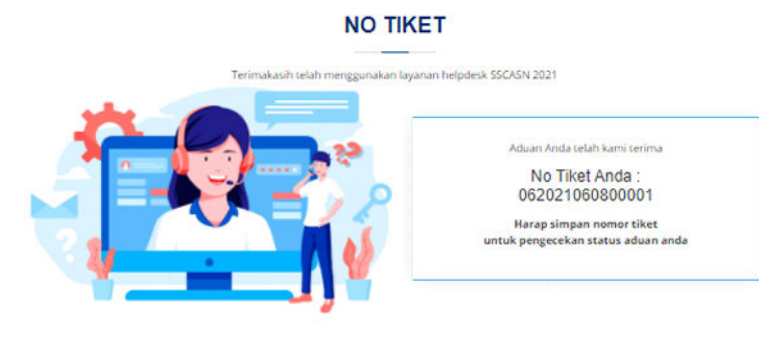 NO TIKET
Terimakasih telah menggunakan layanan helpdesk SSCASN 2021
Aduan Anda telah kami terima
No Tiket Anda :
062021060800001
Harap simpan nomor tiket
untuk pengecekan status aduan anda